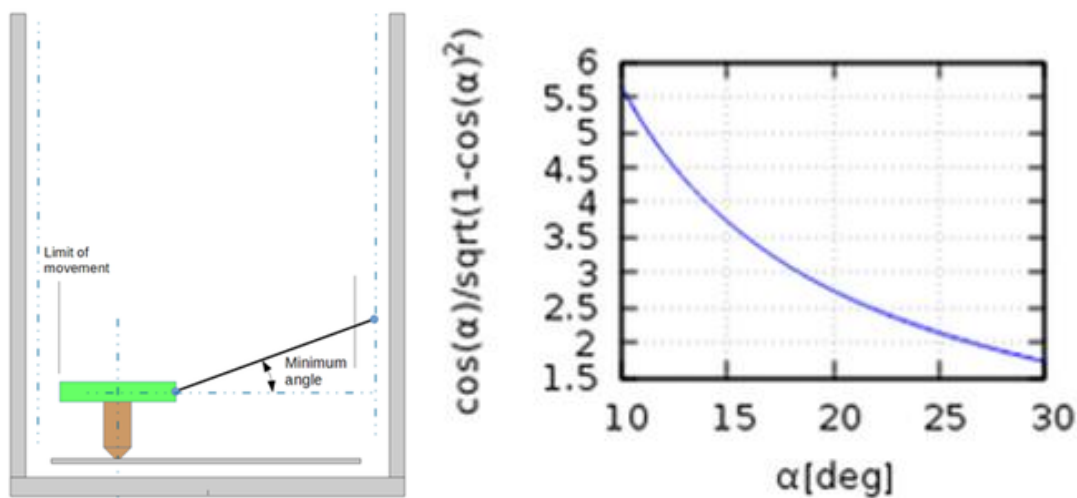 Limit of
movement
Minimum
angle
cos(α)/sqrt(1-cos(α)²)
6
5.5
5
4.5
4
3.5
3
2.5
2
1.5
10 15 20 25 30
α[deg]